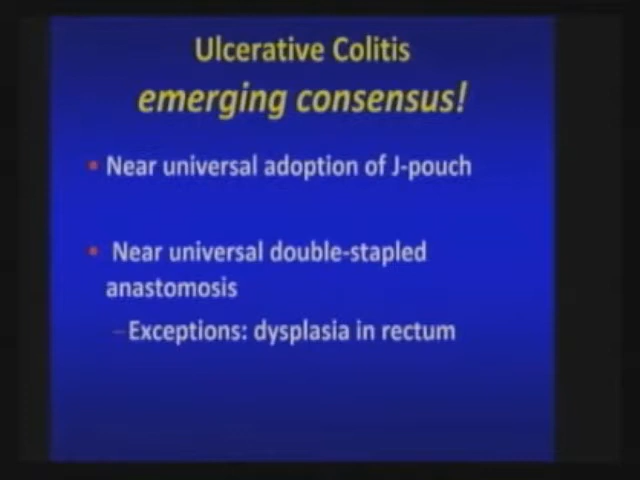 Ulcerative Colitis
emerging consensus!
• Near universal adoption of J-pouch
• Near universal double-stapled
anastomosis
–Exceptions: dysplasia in rectum